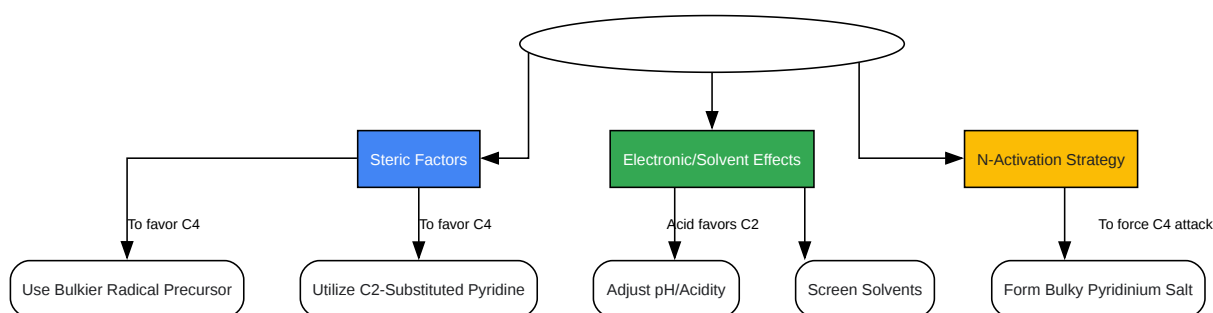 Steric Factors
Electronic/Solvent Effects
N-Activation Strategy
To favor C4
To favor C4
Acid favors C2
To force C4 attack
Use Bulkier Radical Precursor
Utilize C2-Substituted Pyridine
Adjust pH/Acidity
Screen Solvents
Form Bulky Pyridinium Salt